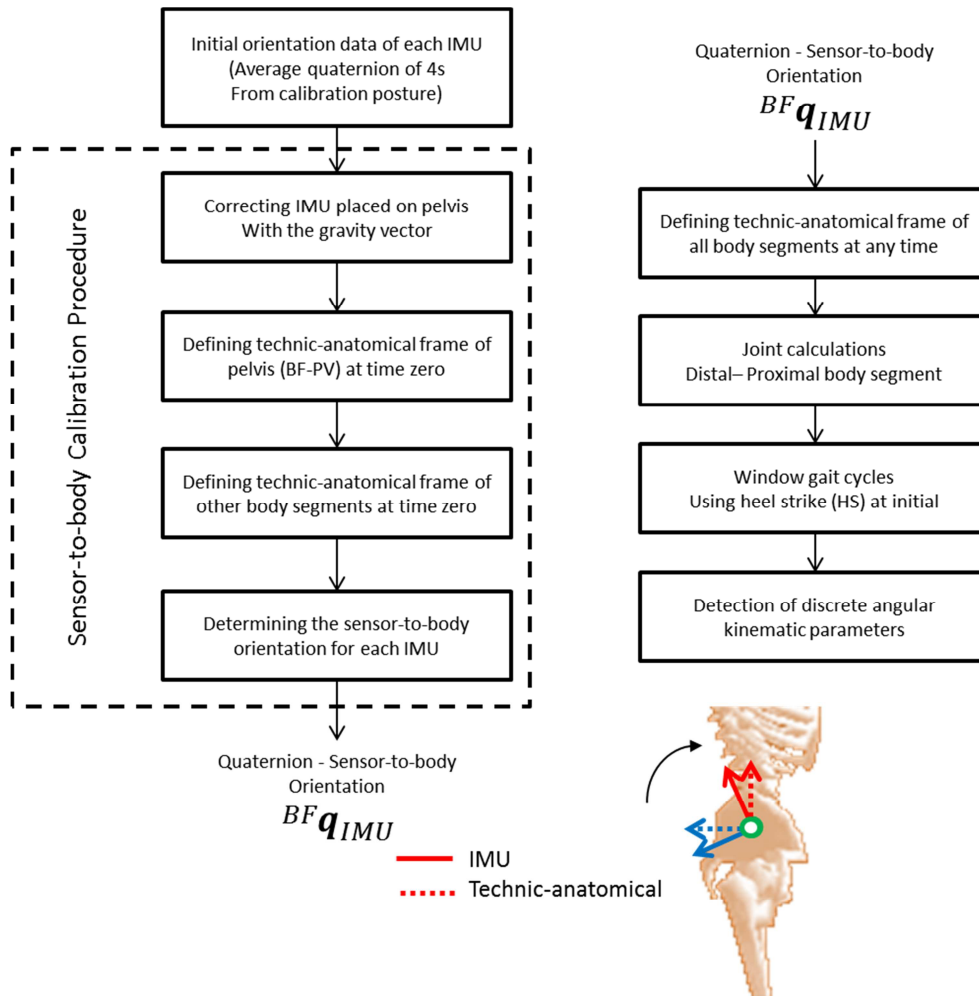 Initial orientation data of each IMU
(Average quaternion of 4s
From calibration posture)
Sensor-to-body Calibration Procedure
Correcting IMU placed on pelvis
With the gravity vector
Defining technic-anatomical frame of
pelvis (BF-PV) at time zero
Defining technic-anatomical frame of
other body segments at time zero
Determining the sensor-to-body
orientation for each IMU
Quaternion - Sensor-to-body
Orientation
BF q IMU
Quaternion - Sensor-to-body
Orientation
BF q IMU
Defining technic-anatomical frame of
all body segments at any time
Joint calculations
Distal– Proximal body segment
Window gait cycles
Using heel strike (HS) at initial
Detection of discrete angular
kinematic parameters
IMU
Technic-anatomical